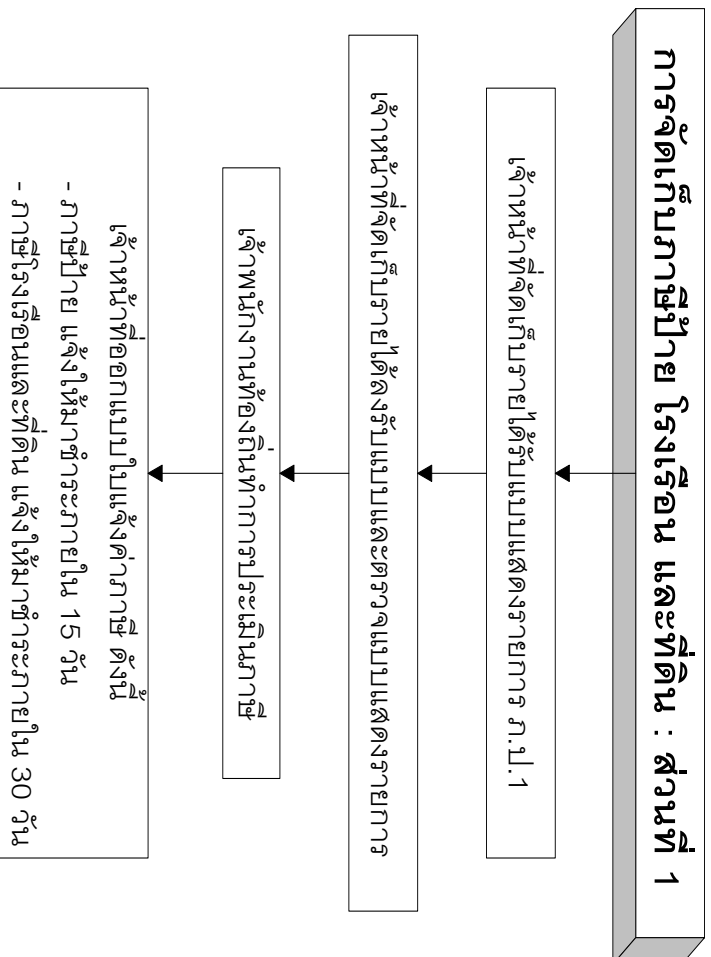 การจัดเก็บภาษีป้าย โรงเรือน และที่ดิน : ส่วนที่ 1
เจ้าหน้าที่จัดเก็บรายได้รับแบบแสดงรายการ ภ.ป.1
เจ้าหน้าที่จัดเก็บรายได้ลงรับแบบและตรวจแบบแสดงรายการ
เจ้าพนักงานท้องถิ่นทำการประเมินภาษี
เจ้าหน้าที่ออกแบบใบแจ้งค่าภาษี ดังนี้
- ภาษีป้าย แจ้งให้มาชำระภายใน 15 วัน
- ภาษีโรงเรือนและที่ดิน แจ้งให้มาชำระภายใน 30 วัน